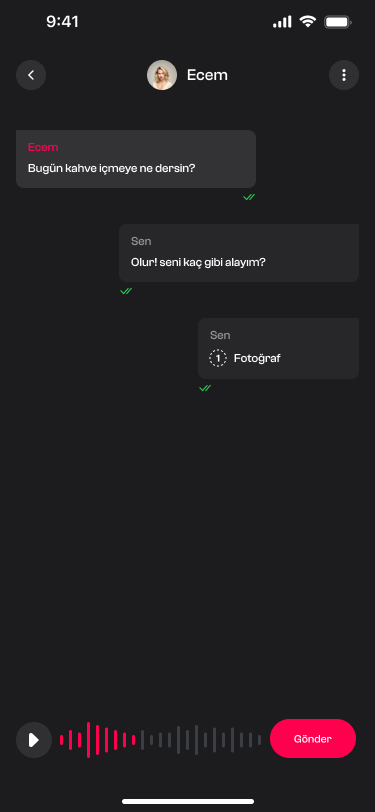 9:41
Ecem
Ecem
Bugün kahve içmeye ne dersin?
Sen
Olur! seni kaç gibi alayım?
Sen
1 Fotoğraf
Gönder